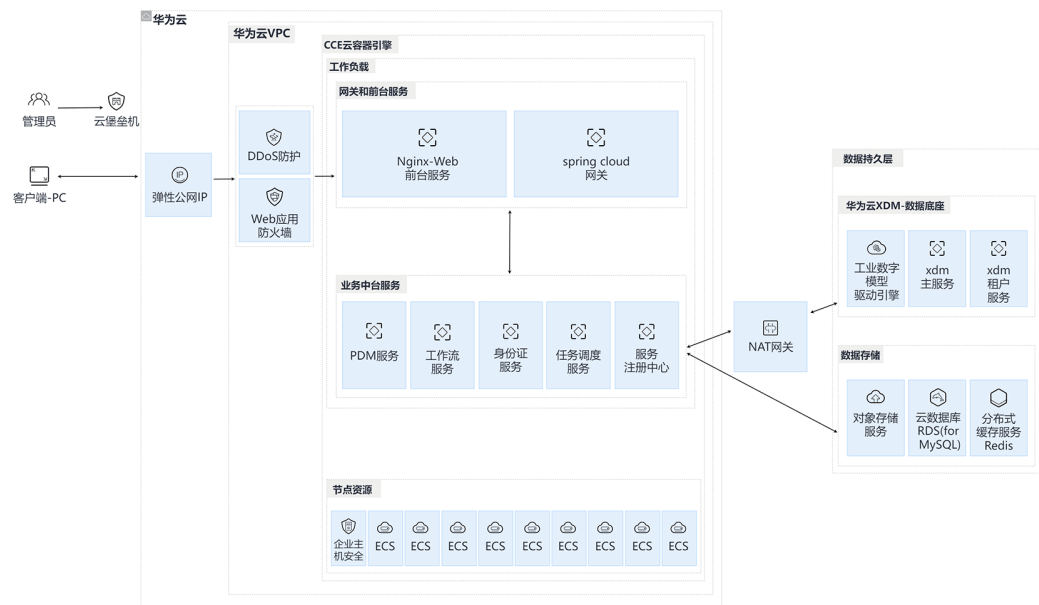 华为云
华为云VPC
CCE云容器引擎
工作负载
网关和前台服务
管理员
云堡垒机
客户端-PC
弹性公网IP
DDoS防护
Web应用
防火墙
Nginx-Web
前台服务
spring cloud
网关
业务中台服务
PDM服务
工作流
服务
身份证
服务
任务调度
服务
服务
注册中心
NAT网关
数据持久层
华为云XDM-数据底座
工业数字
模型
驱动引擎
xdm
主服务
xdm
租户
服务
数据存储
对象存储
服务
云数据库
RDS(for
MySQL)
分布式
缓存服务
Redis
节点资源
企业主
机安全
ECS
ECS
ECS
ECS
ECS
ECS
ECS
ECS
ECS